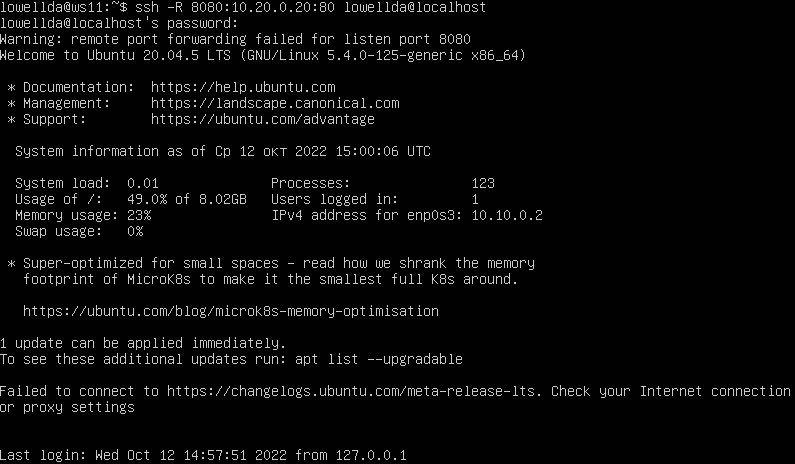 lowellda@ws11:~$ ssh -R 8080:10.20.0.20:80 lowellda@localhost
lowellda@localhost's password:
Warning: remote port forwarding failed for listen port 8080
Welcome to Ubuntu 20.04.5 LTS (GNU/Linux 5.4.0-125-generic x86_64)
* Documentation:  https://help.ubuntu.com
* Management:     https://landscape.canonical.com
* Support:        https://ubuntu.com/advantage
System information as of Ср 12 окт 2022 15:00:06 UTC
System load:  0.01              Processes:               123
Usage of /:   49.0% of 8.02GB   Users logged in:         1
Memory usage: 23%               IPv4 address for enp0s3: 10.10.0.2
Swap usage:   0%
* Super-optimized for small spaces - read how we shrank the memory
footprint of MicroK8s to make it the smallest full K8s around.
https://ubuntu.com/blog/microk8s-memory-optimisation
1 update can be applied immediately.
To see these additional updates run: apt list --upgradable
Failed to connect to https://changelogs.ubuntu.com/meta-release-lts. Check your Internet connection
or proxy settings
Last login: Wed Oct 12 14:57:51 2022 from 127.0.0.1